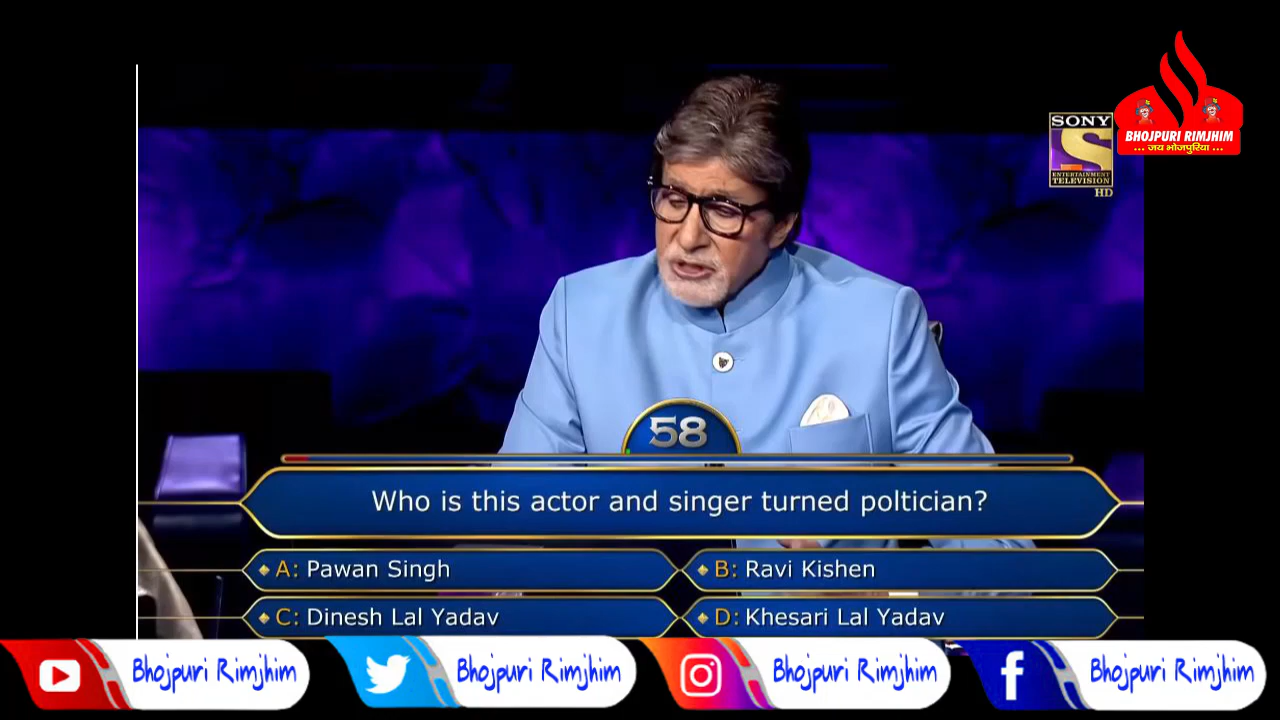 SONY
S
ENTERTAINMENT
TELEVISION
HD
BHOJPURI RIMJHIM
... जय भोजपुरिया ...
58
Who is this actor and singer turned poltician?
A: Pawan Singh
B: Ravi Kishen
C: Dinesh Lal Yadav
D: Khesari Lal Yadav
Bhojpuri Rimjhim
Bhojpuri Rimjhim
Bhojpuri Rimjhim
f Bhojpuri Rimjhim